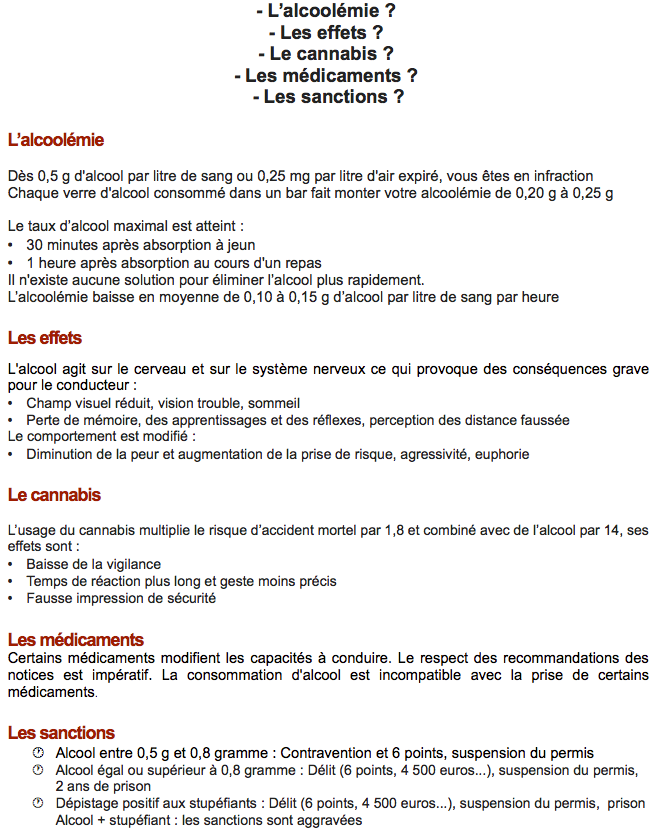 - L’alcoolémie ?
- Les effets ?
- Le cannabis ?
- Les médicaments ?
- Les sanctions ?
L’alcoolémie
Dès 0,5 g d'alcool par litre de sang ou 0,25 mg par litre d'air expiré, vous êtes en infraction
Chaque verre d'alcool consommé dans un bar fait monter votre alcoolémie de 0,20 g à 0,25 g
Le taux d’alcool maximal est atteint :
• 30 minutes après absorption à jeun
• 1 heure après absorption au cours d'un repas
Il n'existe aucune solution pour éliminer l’alcool plus rapidement.
L’alcoolémie baisse en moyenne de 0,10 à 0,15 g d’alcool par litre de sang par heure
Les effets
L'alcool agit sur le cerveau et sur le système nerveux ce qui provoque des conséquences grave
pour le conducteur :
• Champ visuel réduit, vision trouble, sommeil
• Perte de mémoire, des apprentissages et des réflexes, perception des distance faussée
Le comportement est modifié :
• Diminution de la peur et augmentation de la prise de risque, agressivité, euphorie
Le cannabis
L’usage du cannabis multiplie le risque d’accident mortel par 1,8 et combiné avec de l’alcool par 14, ses
effets sont :
• Baisse de la vigilance
• Temps de réaction plus long et geste moins précis
• Fausse impression de sécurité
Les médicaments
Certains médicaments modifient les capacités à conduire. Le respect des recommandations des
notices est impératif. La consommation d'alcool est incompatible avec la prise de certains
médicaments.
Les sanctions
Alcool entre 0,5 g et 0,8 gramme : Contravention et 6 points, suspension du permis
Alcool égal ou supérieur à 0,8 gramme : Délit (6 points, 4 500 euros...), suspension du permis,
2 ans de prison
Dépistage positif aux stupéfiants : Délit (6 points, 4 500 euros...), suspension du permis, prison
Alcool + stupéfiant : les sanctions sont aggravées